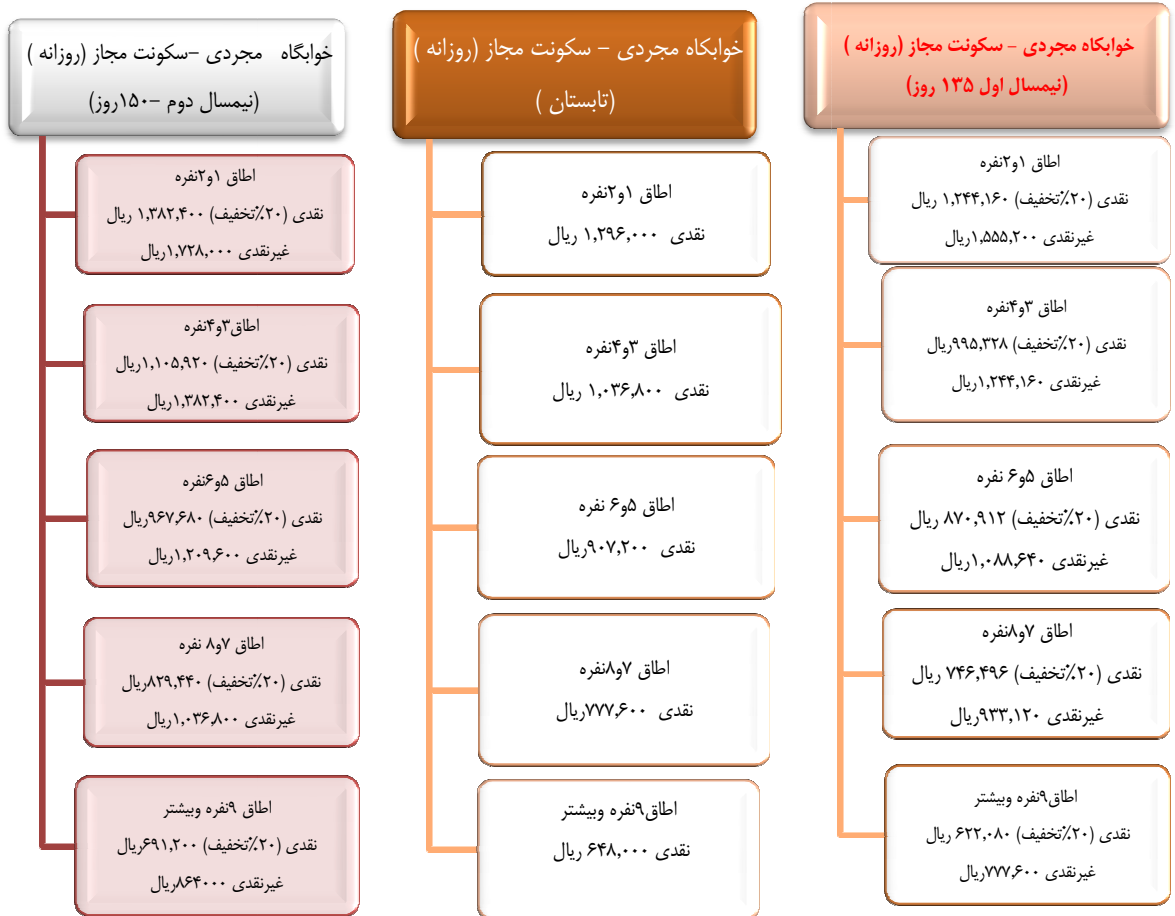 خوابکاه مجردی - سکونت مجاز (روزانه )
(نیمسال اول ۱۳۵ روز)
اطاق ۱و۲نفره
نقدی (۲۰٪تخفیف) ۱,۲۴۴,۱۶۰ ریال
غیرنقدی ۱,۵۵۵,۲۰۰ریال
اطاق ۳و۴نفره
نقدی (۲۰٪تخفیف) ۹۹۵,۳۲۸ریال
غیرنقدی ۱,۲۴۴,۱۶۰ریال
اطاق ۵و۶ نفره
نقدی (۲۰٪تخفیف) ۸۷۰,۹۱۲ ریال
غیرنقدی ۱,۰۸۸,۶۴۰ریال
اطاق ۷و۸نفره
نقدی (۲۰٪تخفیف) ۷۴۶,۴۹۶ ریال
غیرنقدی ۹۳۳,۱۲۰ریال
اطاق۹نفره وبیشتر
نقدی (۲۰٪تخفیف) ۶۲۲,۰۸۰ ریال
غیرنقدی ۷۷۷,۶۰۰ریال
خوابکاه مجردی - سکونت مجاز (روزانه )
(تابستان )
اطاق ۱و۲نفره
نقدی ۱,۲۹۶,۰۰۰ ریال
اطاق ۳و۴نفره
نقدی ۱,۰۳۶,۸۰۰ ریال
اطاق ۵و۶ نفره
نقدی ۹۰۷,۲۰۰ریال
اطاق ۷و۸نفره
نقدی ۷۷۷,۶۰۰ریال
اطاق۹نفره وبیشتر
نقدی ۶۴۸,۰۰۰ ریال
خوابگاه مجردی -سکونت مجاز (روزانه )
(نیمسال دوم -۱۵۰روز)
اطاق ۱و۲نفره
نقدی (۲۰٪تخفیف) ۱,۳۸۲,۴۰۰ ریال
غیرنقدی ۱,۷۲۸,۰۰۰ریال
اطاق۳و۴نفره
نقدی (۲۰٪تخفیف) ۱,۱۰۵,۹۲۰ریال
غیرنقدی ۱,۳۸۲,۴۰۰ریال
اطاق ۵و۶نفره
نقدی (۲۰٪تخفیف) ۹۶۷,۶۸۰ریال
غیرنقدی ۱,۲۰۹,۶۰۰ریال
اطاق ۷و۸ نفره
نقدی (۲۰٪تخفیف) ۸۲۹,۴۴۰ریال
غیرنقدی ۱,۰۳۶,۸۰۰ریال
اطاق ۹نفره وبیشتر
نقدی (۲۰٪تخفیف) ۶۹۱,۲۰۰ریال
غیرنقدی ۸۶۴۰۰۰ریال